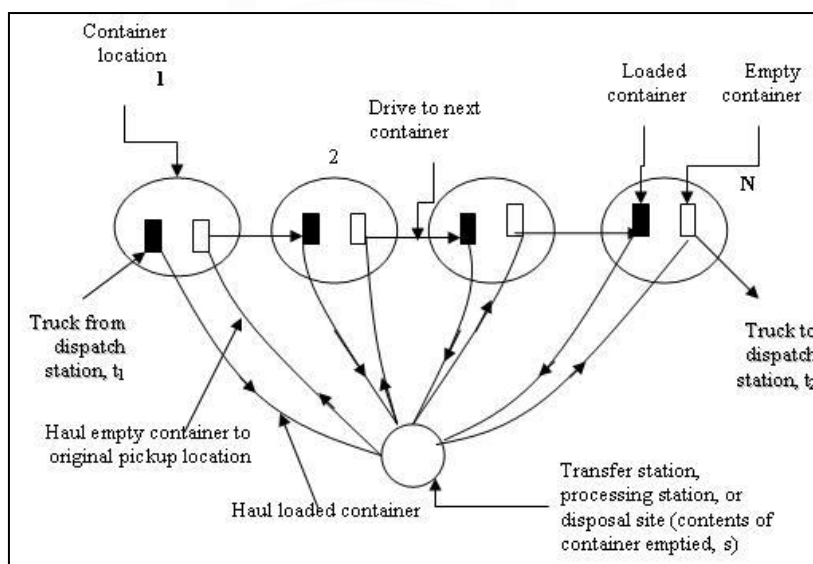 Container
location
1
Drive to next
container
2
Loaded
container
Empty
container
N
Truck from
dispatch
station, t1
Haul empty container to
original pickup location
Haul loaded container
Truck to
dispatch
station, t2
Transfer station,
processing station, or
disposal site (contents of
container emptied, s)